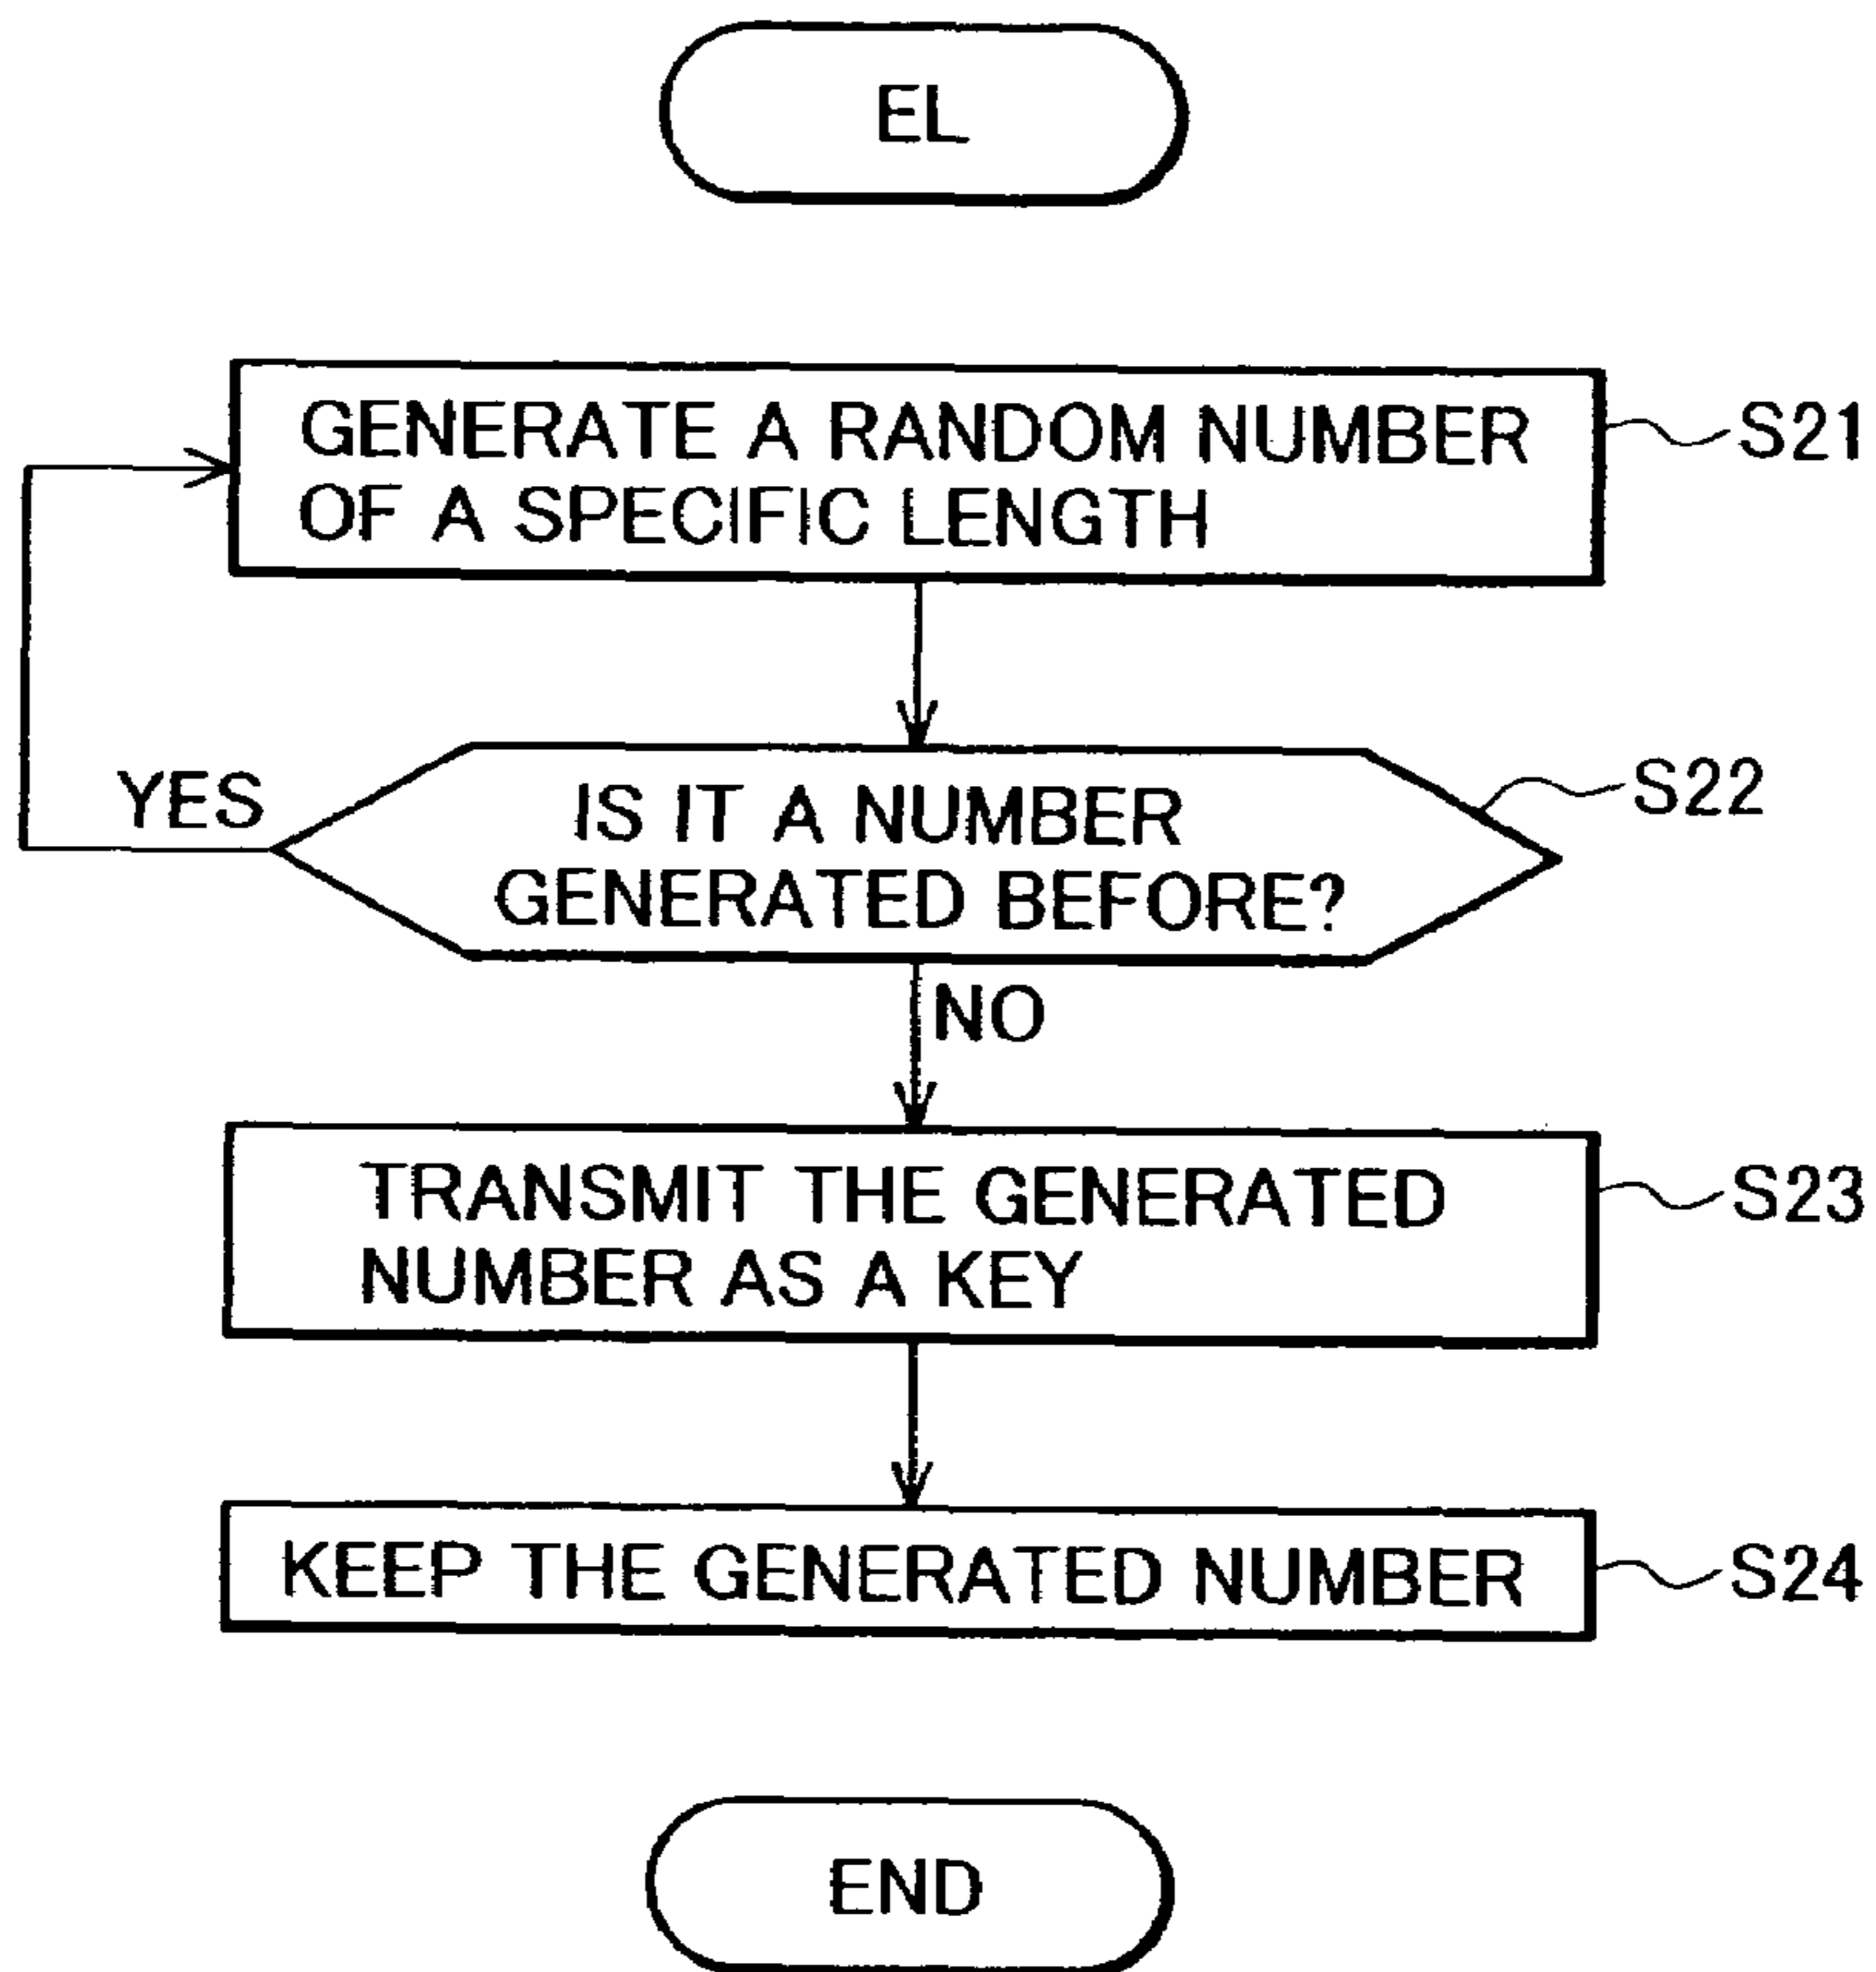 EL
GENERATE A RANDOM NUMBER
OF A SPECIFIC LENGTH
S21
YES
IS IT A NUMBER
GENERATED BEFORE?
S22
NO
TRANSMIT THE GENERATED
NUMBER AS A KEY
S23
KEEP THE GENERATED NUMBER
S24
END